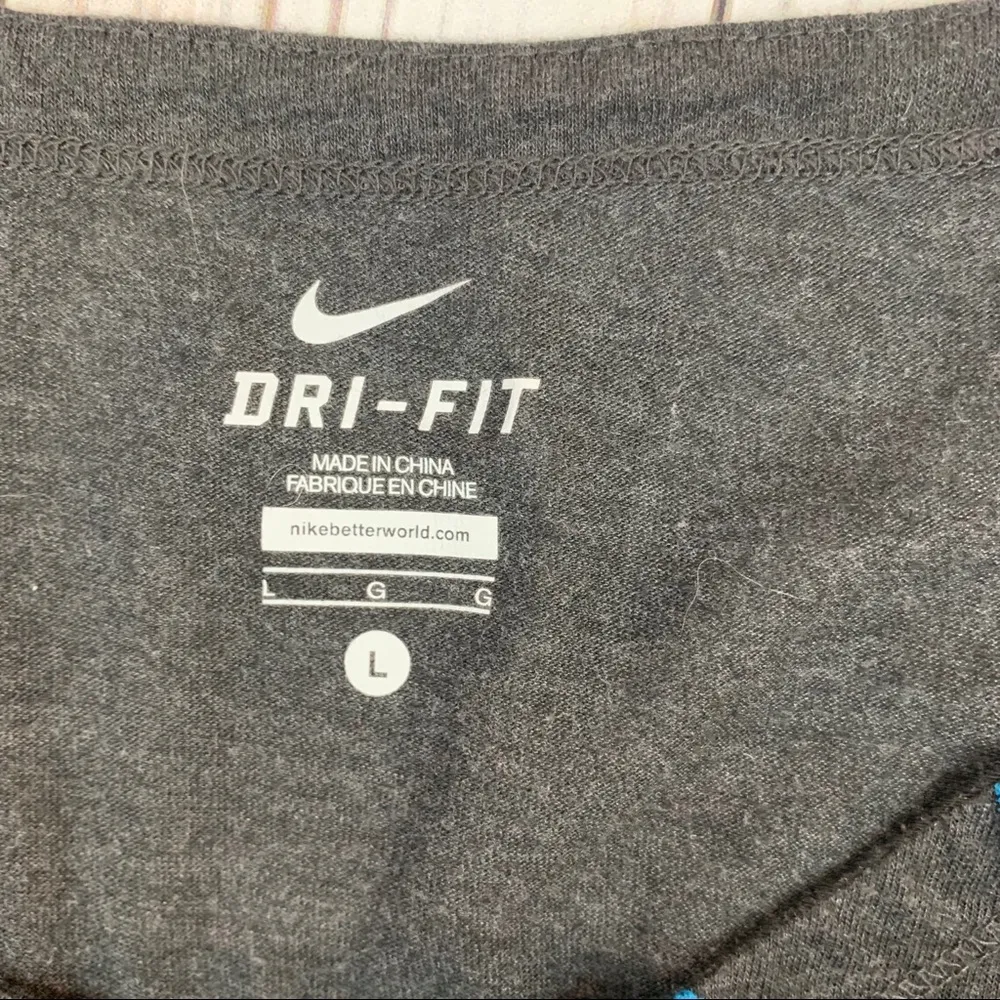 DRI-FIT
MADE IN CHINA
FABRIQUE EN CHINE
nikebetterworld.com
L G G
L